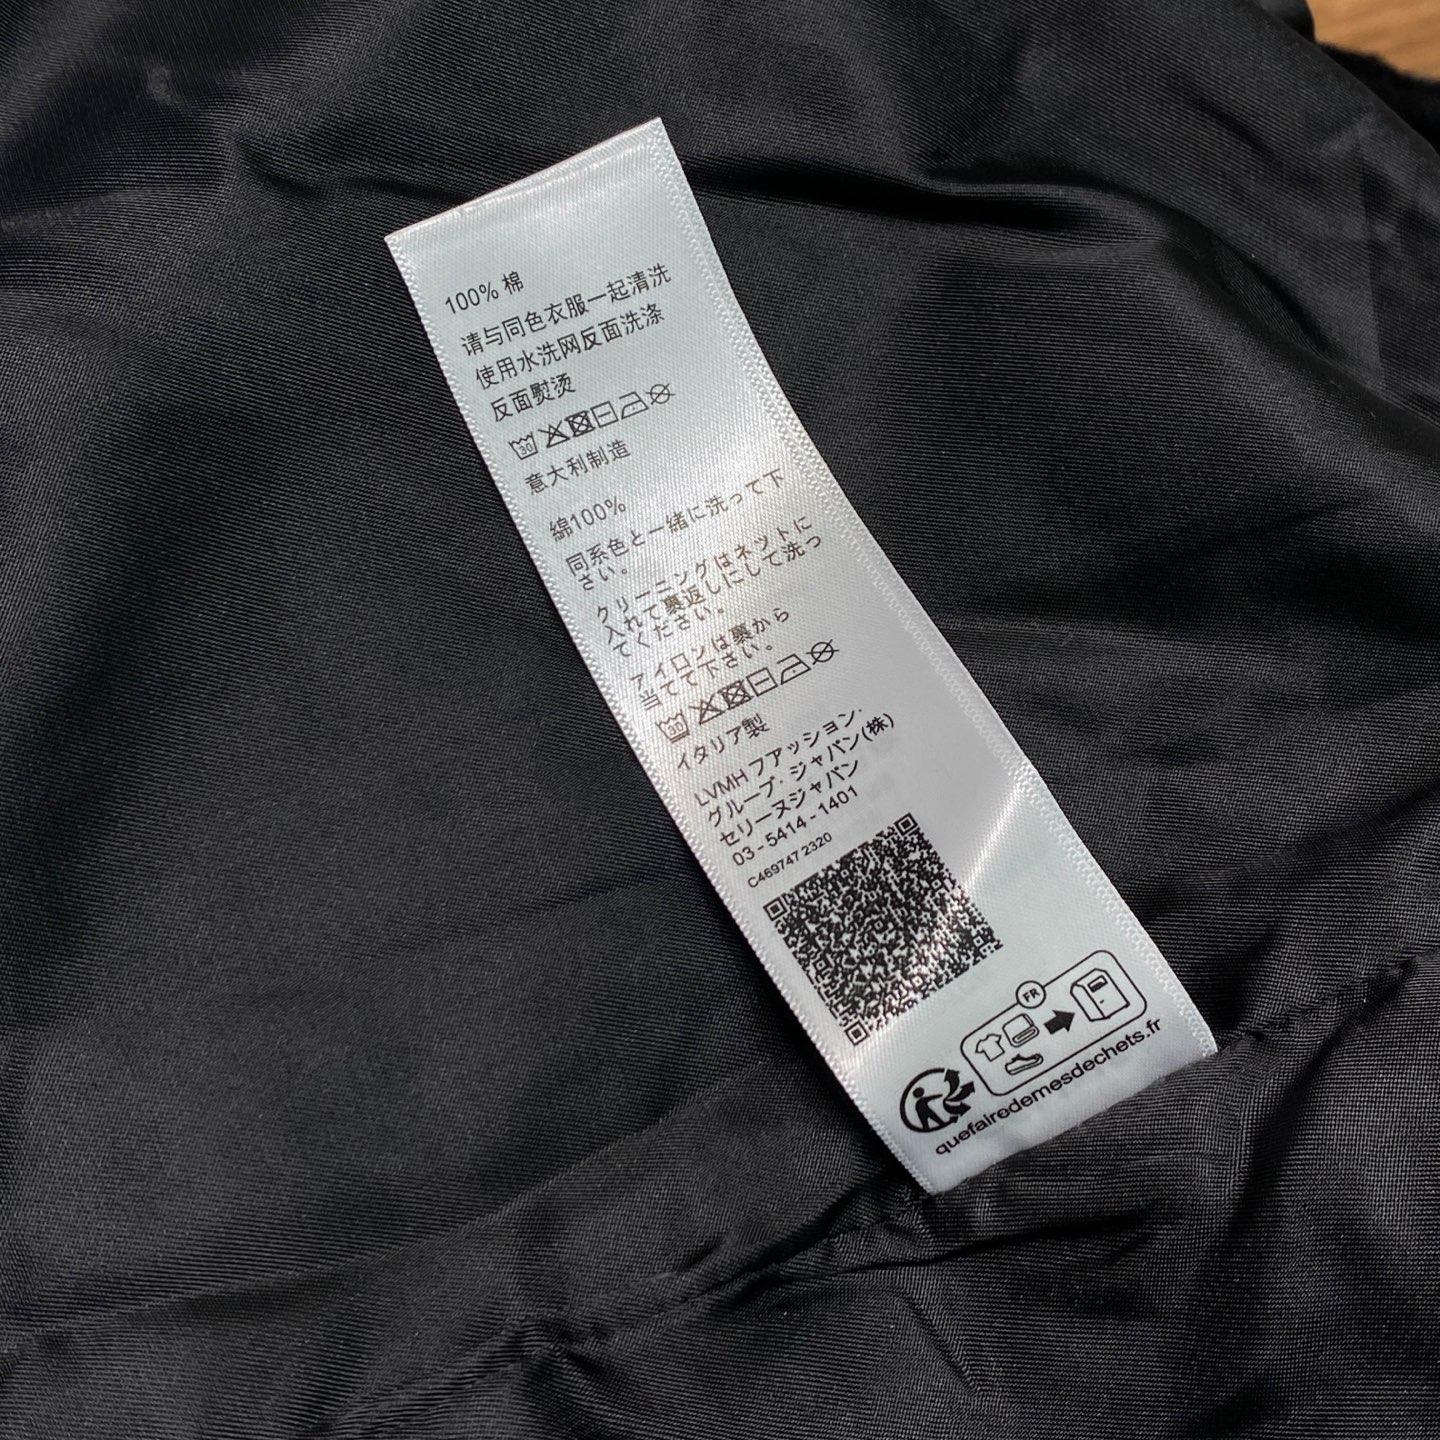 100% 棉
请与同色衣服一起清洗
使用水洗网反面洗涤
反面熨烫
30
意大利制造
綿100%
同系色と一緒に洗って下
さい。
クリーニングはネットに
入れて裏返しにして洗っ
てください。
アイロンは裏から
当てて下さい。
30
イタリア製
LVMH ファッション・
グループ・ジャパン(株)
セリーヌジャパン
03-5414-1401
C469747 2320
FR
quefairedemesdechets.fr